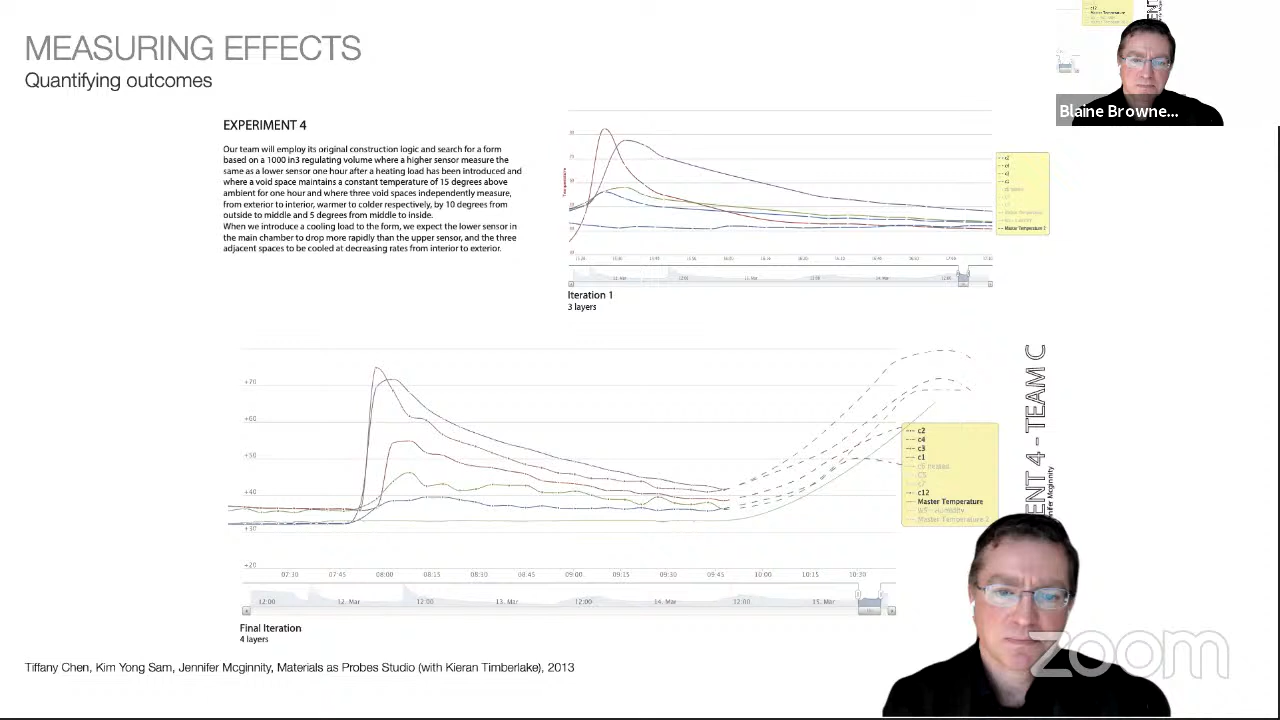 MEASURING EFFECTS
Quantifying outcomes
Blaine Browne...
EXPERIMENT 4
Our team will employ its original construction logic and search for a form
based on a 1000 in3 regulating volume where a higher sensor measure the
same as a lower sensor one hour after a heating load has been introduced and
where a void space maintains a constant temperature of 15 degrees above
ambient for one hour and where three void spaces independently measure,
from exterior to interior, warmer to colder respectively, by 10 degrees from
outside to middle and 5 degrees from middle to inside.
When we introduce a cooling load to the form, we expect the lower sensor in
the main chamber to drop more rapidly than the upper sensor, and the three
adjacent spaces to be cooled at decreasing rates from interior to exterior.
Master Temperature 2
Iteration 1
3 layers
+70
+60
+50
+40
+30
+20
c2
c4
c3
c1
c12
Master Temperature
Master Temperature 2
07:30 07:45 08:00 08:15 08:30 08:45 09:00 09:15 09:30 09:45 10:00 10:15 10:30
12:00 12. Mar 12:00 13. Mar 12:00 14. Mar 12:00 15. Mar
Final Iteration
4 layers
ENT 4 - TEAM C
nifer Mcginnity
Tiffany Chen, Kim Yong Sam, Jennifer Mcginnity, Materials as Probes Studio (with Kieran Timberlake), 2013
zoom